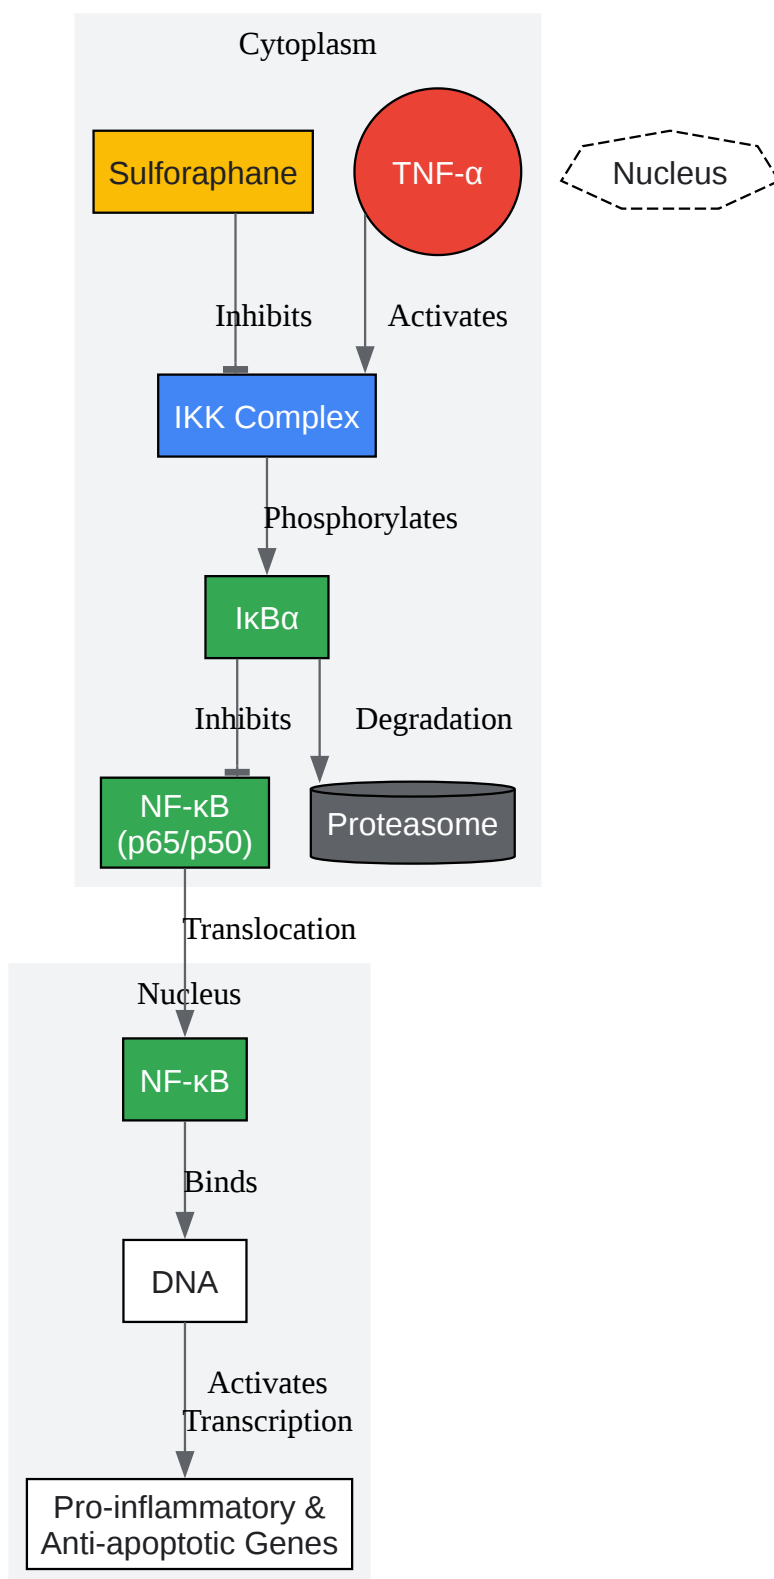 Cytoplasm
Sulforaphane
TNF-α
Nucleus
Inhibits
Activates
IKK Complex
Phosphorylates
IκBα
Inhibits
Degradation
NF-κB
(p65/p50)
Proteasome
Translocation
Nucleus
NF-κB
Binds
DNA
Activates
Transcription
Pro-inflammatory &
Anti-apoptotic Genes